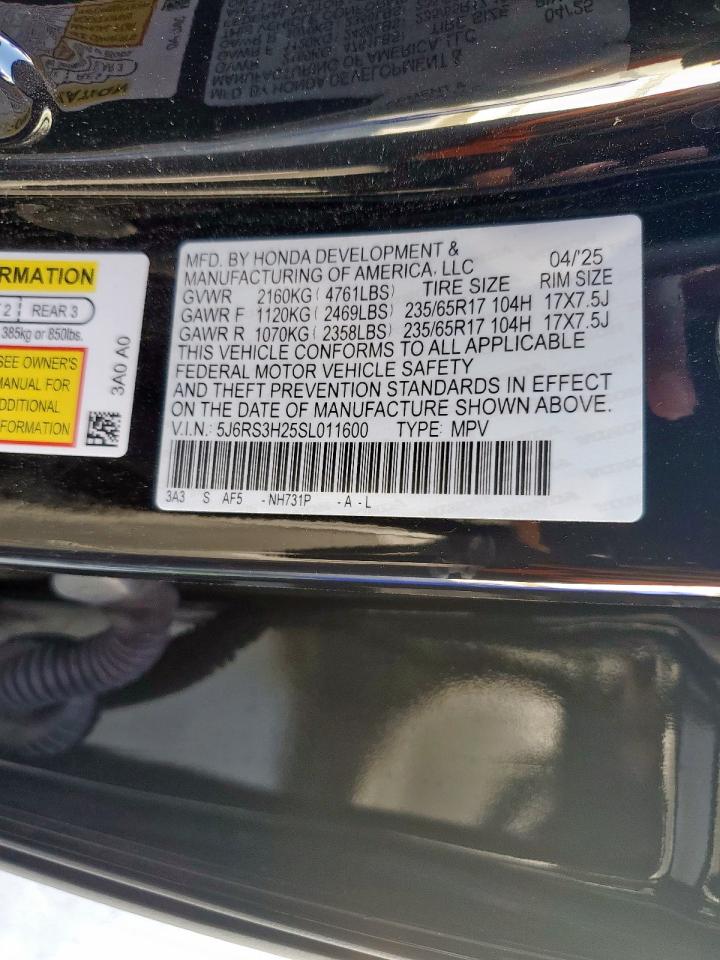 MFD. BY HONDA DEVELOPMENT & 04/'25
MANUFACTURING OF AMERICA, LLC
GVWR 2160KG ( 4761LBS) TIRE SIZE RIM SIZE
GAWR F 1120KG ( 2469LBS) 235/65R17 104H 17X7.5J
GAWR R 1070KG ( 2358LBS) 235/65R17 104H 17X7.5J
THIS VEHICLE CONFORMS TO ALL APPLICABLE
FEDERAL MOTOR VEHICLE SAFETY
AND THEFT PREVENTION STANDARDS IN EFFECT
ON THE DATE OF MANUFACTURE SHOWN ABOVE.
V.I.N.: 5J6RS3H25SL011600 TYPE: MPV
3A3 S AF5 -NH731P -A-L
RMATION
2 REAR 3
385kg or 850lbs.
SEE OWNER'S
MANUAL FOR
DDITIONAL
FORMATION
3A0 A0